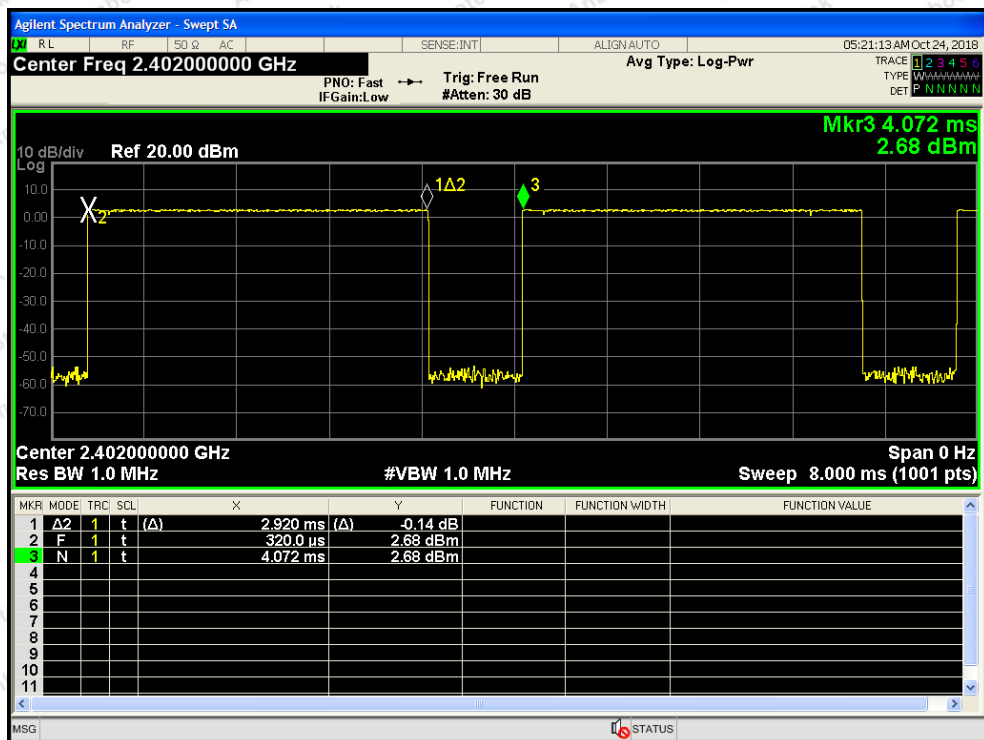 Agilent Spectrum Analyzer - Swept SA
LXI RL RF 50 Ω AC SENSE:INT ALIGN AUTO 05:21:13 AM Oct 24, 2018
Center Freq 2.402000000 GHz Avg Type: Log-Pwr TRACE 1 2 3 4 5 6
PNO: Fast Trig: Free Run TYPE WWWWWW
IFGain:Low #Atten: 30 dB DET P N N N N N
Mkr3 4.072 ms
10 dB/div Ref 20.00 dBm 2.68 dBm
Log
10.0
1Δ2 3
0.00
2
-10.0
-20.0
-30.0
-40.0
-50.0
-60.0
-70.0
Center 2.402000000 GHz Span 0 Hz
Res BW 1.0 MHz #VBW 1.0 MHz Sweep 8.000 ms (1001 pts)
MKR MODE TRC SCL X Y FUNCTION FUNCTION WIDTH FUNCTION VALUE
1 Δ2 1 t (Δ) 2.920 ms (Δ) -0.14 dB
2 F 1 t 320.0 µs 2.68 dBm
3 N 1 t 4.072 ms 2.68 dBm
4
5
6
7
8
9
10
11
MSG STATUS